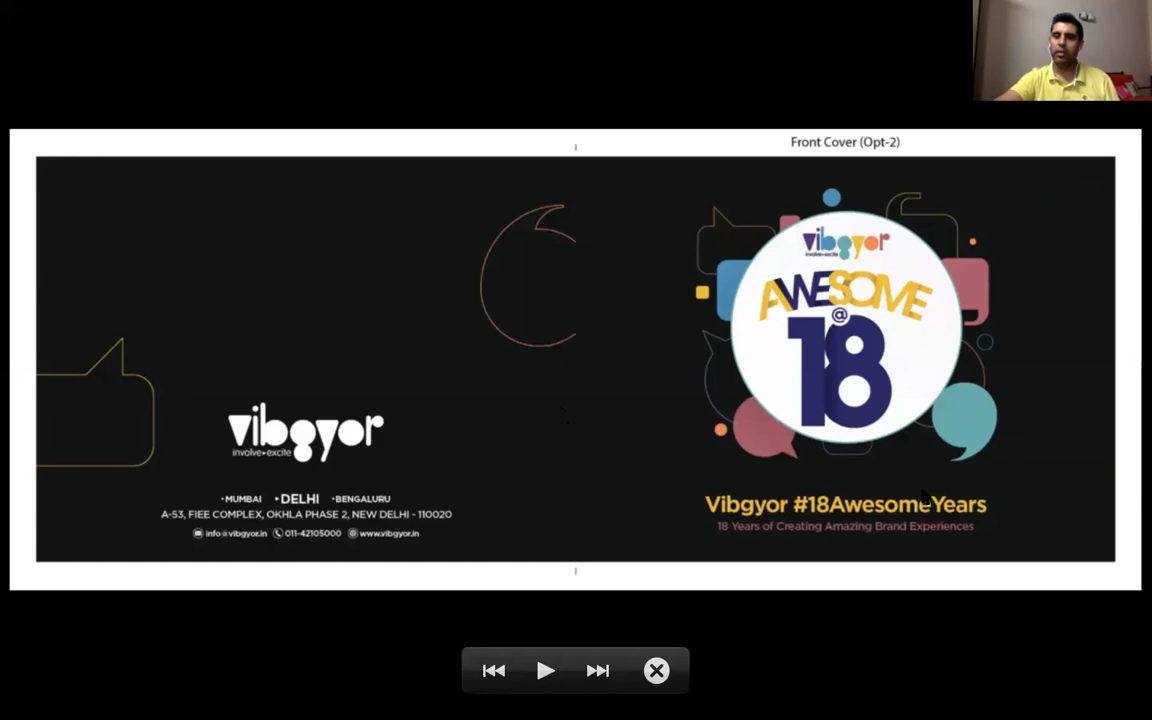 Front Cover (Opt-2)
vibgyor
involve▸excite
AWESOME
@
18
Vibgyor #18AwesomeYears
18 Years of Creating Amazing Brand Experiences
vibgyor
involve▸excite
▸MUMBAI ▸DELHI ▸BENGALURU
A-53, FIEE COMPLEX, OKHLA PHASE 2, NEW DELHI - 110020
info@vibgyor.in 011-42105000 www.vibgyor.in